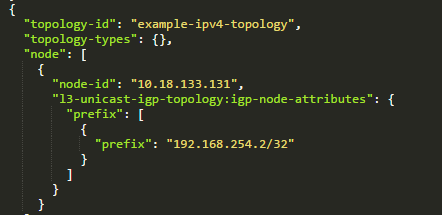 {
"topology-id": "example-ipv4-topology",
"topology-types": {},
"node": [
{
"node-id": "10.18.133.131",
"l3-unicast-igp-topology:igp-node-attributes": {
"prefix": [
{
"prefix": "192.168.254.2/32"
}
]
}
}